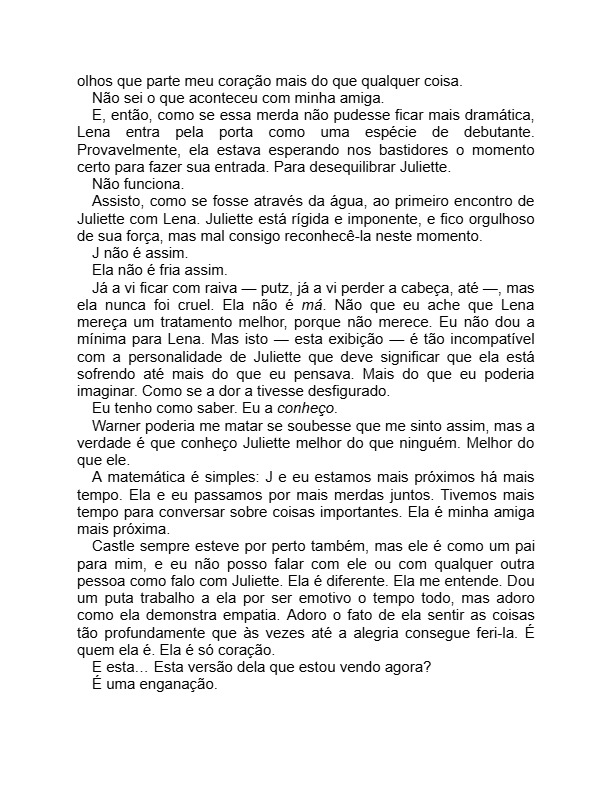 olhos que parte meu coração mais do que qualquer coisa.
Não sei o que aconteceu com minha amiga.
E, então, como se essa merda não pudesse ficar mais dramática,
Lena entra pela porta como uma espécie de debutante.
Provavelmente, ela estava esperando nos bastidores o momento
certo para fazer sua entrada. Para desequilibrar Juliette.
Não funciona.
Assisto, como se fosse através da água, ao primeiro encontro de
Juliette com Lena. Juliette está rígida e imponente, e fico orgulhoso
de sua força, mas mal consigo reconhecê-la neste momento.
J não é assim.
Ela não é fria assim.
Já a vi ficar com raiva — putz, já a vi perder a cabeça, até —, mas
ela nunca foi cruel. Ela não é má. Não que eu ache que Lena
mereça um tratamento melhor, porque não merece. Eu não dou a
mínima para Lena. Mas isto — esta exibição — é tão incompatível
com a personalidade de Juliette que deve significar que ela está
sofrendo até mais do que eu pensava. Mais do que eu poderia
imaginar. Como se a dor a tivesse desfigurado.
Eu tenho como saber. Eu a conheço.
Warner poderia me matar se soubesse que me sinto assim, mas a
verdade é que conheço Juliette melhor do que ninguém. Melhor do
que ele.
A matemática é simples: J e eu estamos mais próximos há mais
tempo. Ela e eu passamos por mais merdas juntos. Tivemos mais
tempo para conversar sobre coisas importantes. Ela é minha amiga
mais próxima.
Castle sempre esteve por perto também, mas ele é como um pai
para mim, e eu não posso falar com ele ou com qualquer outra
pessoa como falo com Juliette. Ela é diferente. Ela me entende. Dou
um puta trabalho a ela por ser emotivo o tempo todo, mas adoro
como ela demonstra empatia. Adoro o fato de ela sentir as coisas
tão profundamente que às vezes até a alegria consegue feri-la. É
quem ela é. Ela é só coração.
E esta… Esta versão dela que estou vendo agora?
É uma enganação.